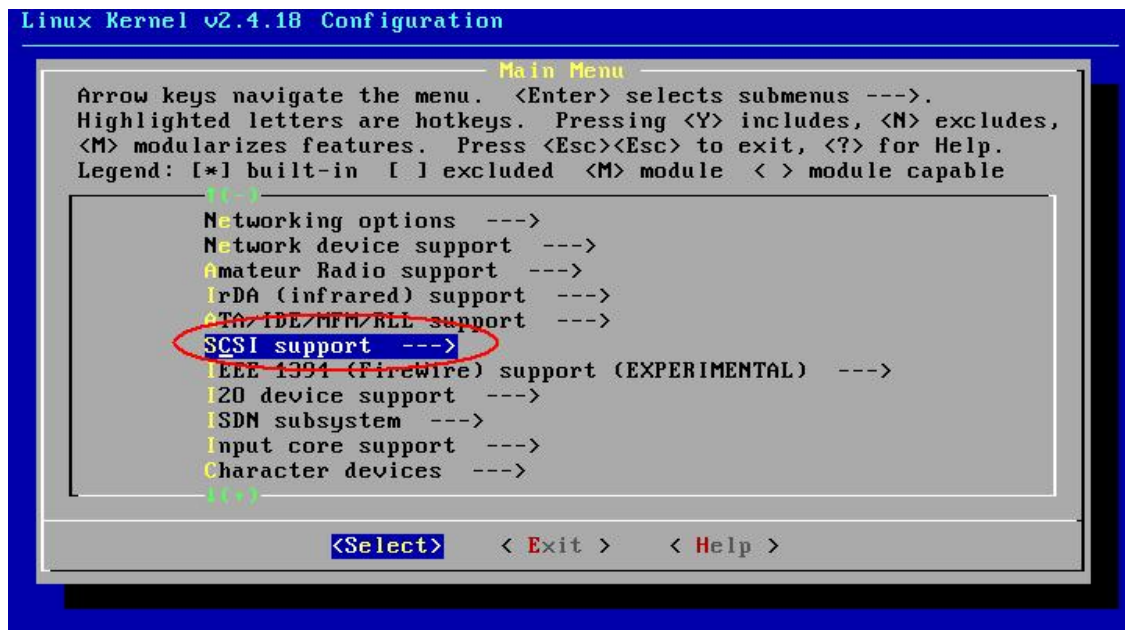 Linux Kernel v2.4.18 Configuration
Main Menu
Arrow keys navigate the menu.  <Enter> selects submenus --->.
Highlighted letters are hotkeys.  Pressing <Y> includes, <N> excludes,
<M> modularizes features.  Press <Esc><Esc> to exit, <?> for Help.
Legend: [*] built-in  [ ] excluded  <M> module  < > module capable
↑(-)
Networking options  --->
Network device support  --->
Amateur Radio support  --->
IrDA (infrared) support  --->
ATA/IDE/MFM/RLL support  --->
SCSI support  --->
IEEE 1394 (FireWire) support (EXPERIMENTAL)  --->
I2O device support  --->
ISDN subsystem  --->
Input core support  --->
Character devices  --->
↓(+)
<Select>    < Exit >    < Help >